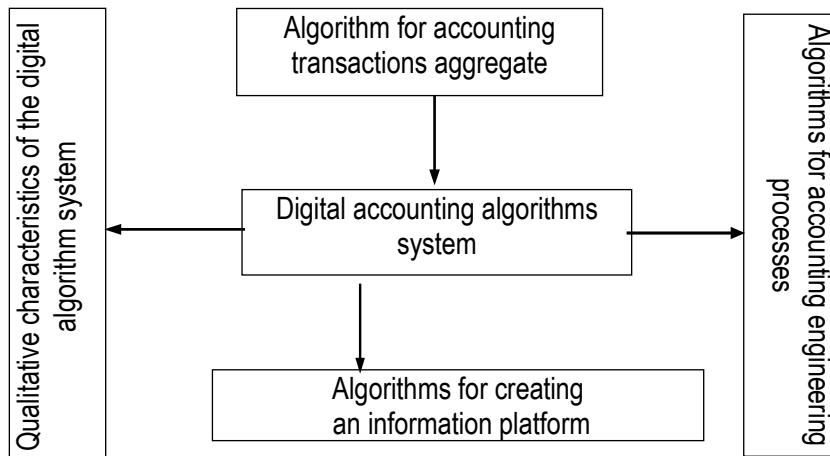 Algorithm for accounting
transactions aggregate
Qualitative characteristics of the digital
algorithm system
Digital accounting algorithms
system
Algorithms for accounting engineering
processes
Algorithms for creating
an information platform